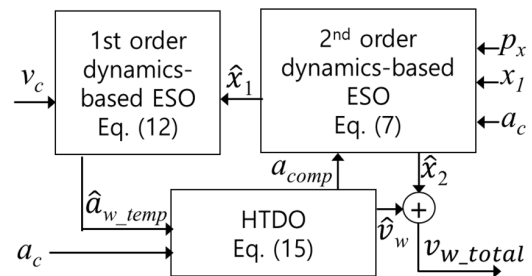 1st order
dynamics-
based ESO
Eq. (12)
2nd order
dynamics-based
ESO
Eq. (7)
v_c
x̂_1
p_x
x_1
a_c
a_comp
x̂_2
â_w_temp
a_c
HTDO
Eq. (15)
v̂_w
+
v_w_total